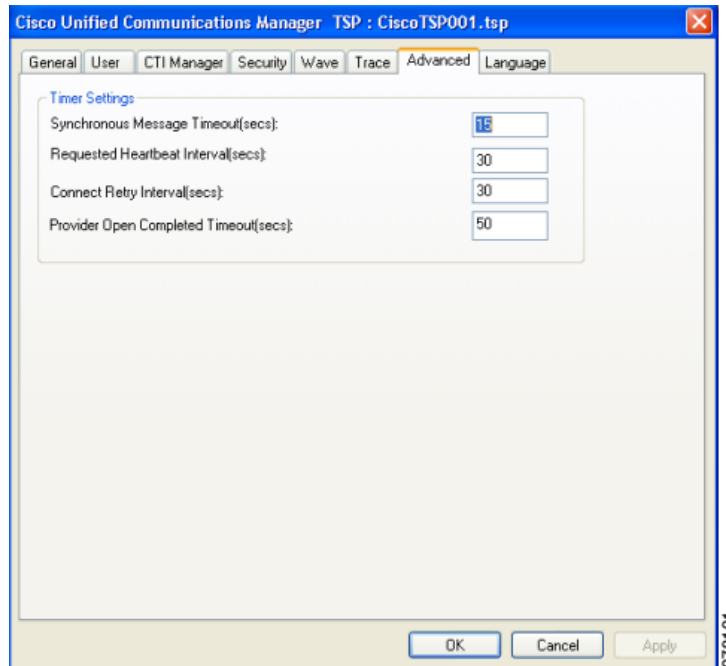 Cisco Unified Communications Manager TSP : CiscoTSP001.tsp
General User CTI Manager Security Wave Trace Advanced Language
Timer Settings
Synchronous Message Timeout(secs): 15
Requested Heartbeat Interval(secs): 30
Connect Retry Interval(secs): 30
Provider Open Completed Timeout(secs): 50
OK Cancel Apply